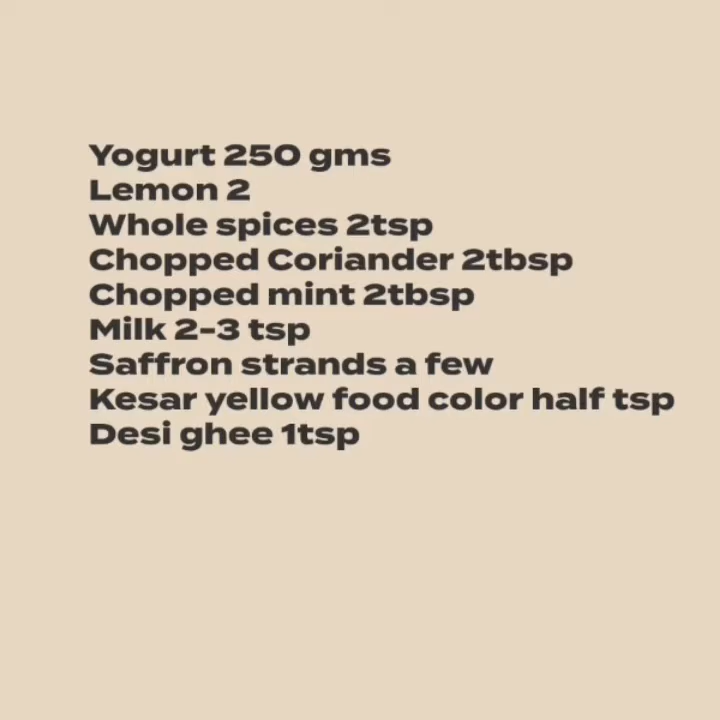 Yogurt 250 gms
Lemon 2
Whole spices 2tsp
Chopped Coriander 2tbsp
Chopped mint 2tbsp
Milk 2-3 tsp
Saffron strands a few
Kesar yellow food color half tsp
Desi ghee 1tsp